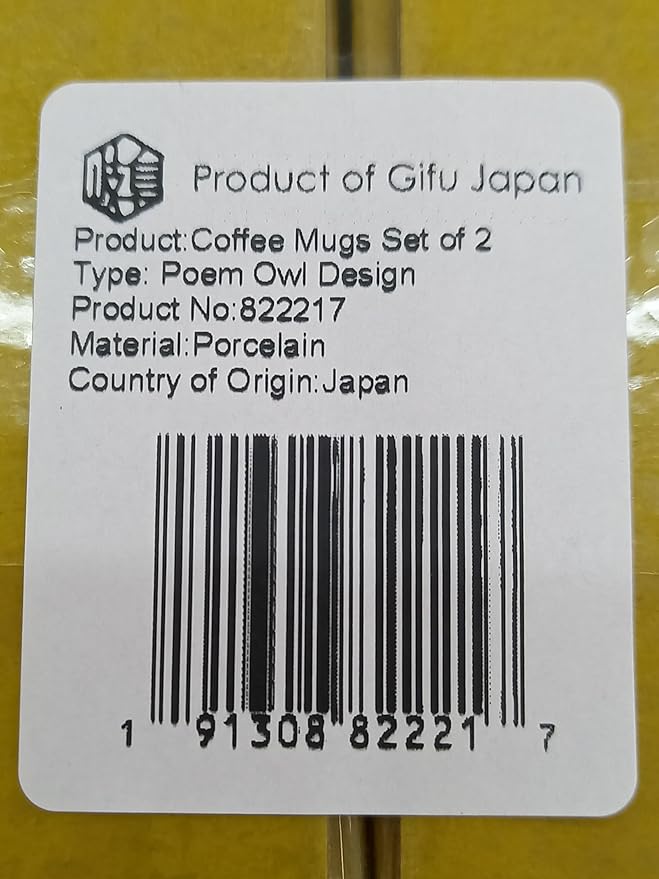 Product of Gifu Japan
Product:Coffee Mugs Set of 2
Type: Poem Owl Design
Product No:822217
Material:Porcelain
Country of Origin:Japan
1 91308 82221 7